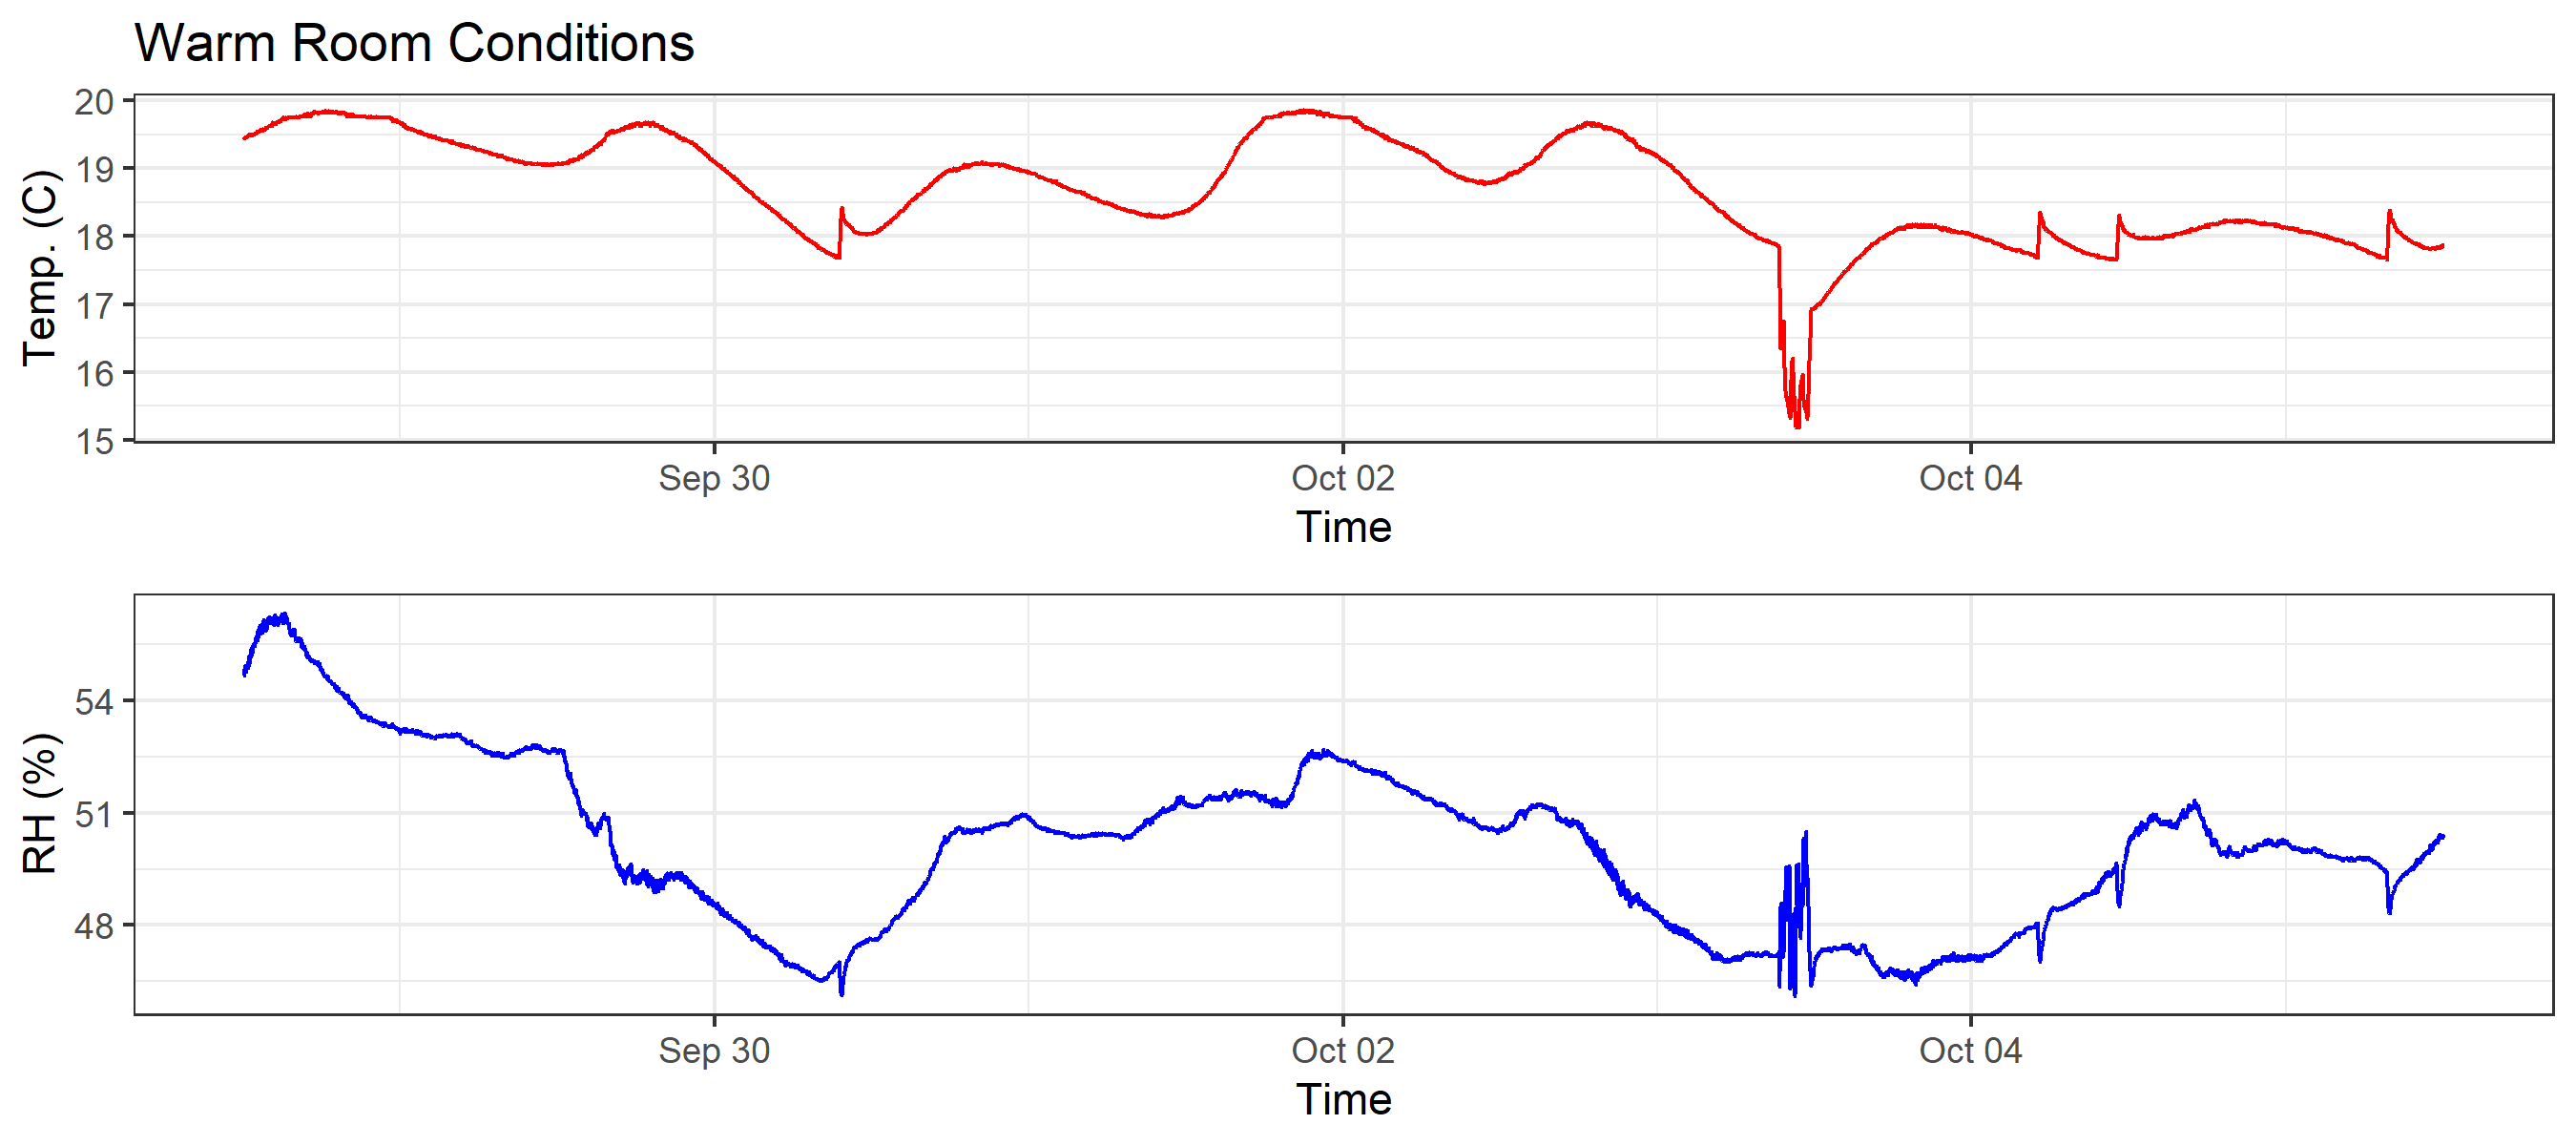 Warm Room Conditions
Temp. (C)
20
19
18
17
16
15
Sep 30 Oct 02 Oct 04
Time
RH (%)
54
51
48
Sep 30 Oct 02 Oct 04
Time